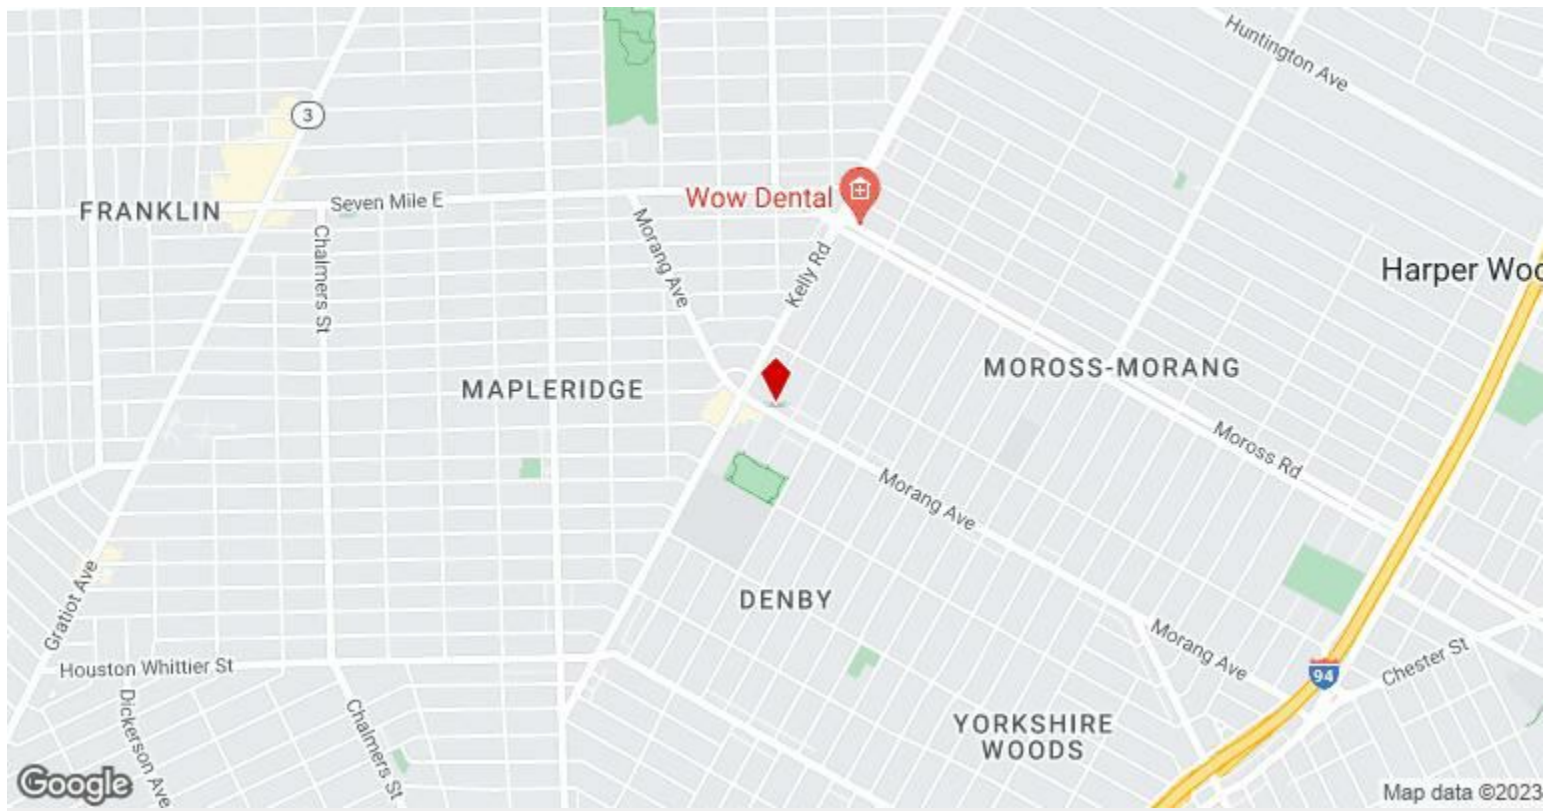 Huntington Ave
3
Seven Mile E
FRANKLIN
Wow Dental
Morang Ave
Kelly Rd
Chalmers St
Harper Woo
MOROSS-MORANG
MAPLERIDGE
Moross Rd
Morang Ave
DENBY
Gratiot Ave
Morang Ave
Houston Whittier St
94
Chester St
Dickerson Ave
Chalmers St
YORKSHIRE
WOODS
Google
Map data ©2023